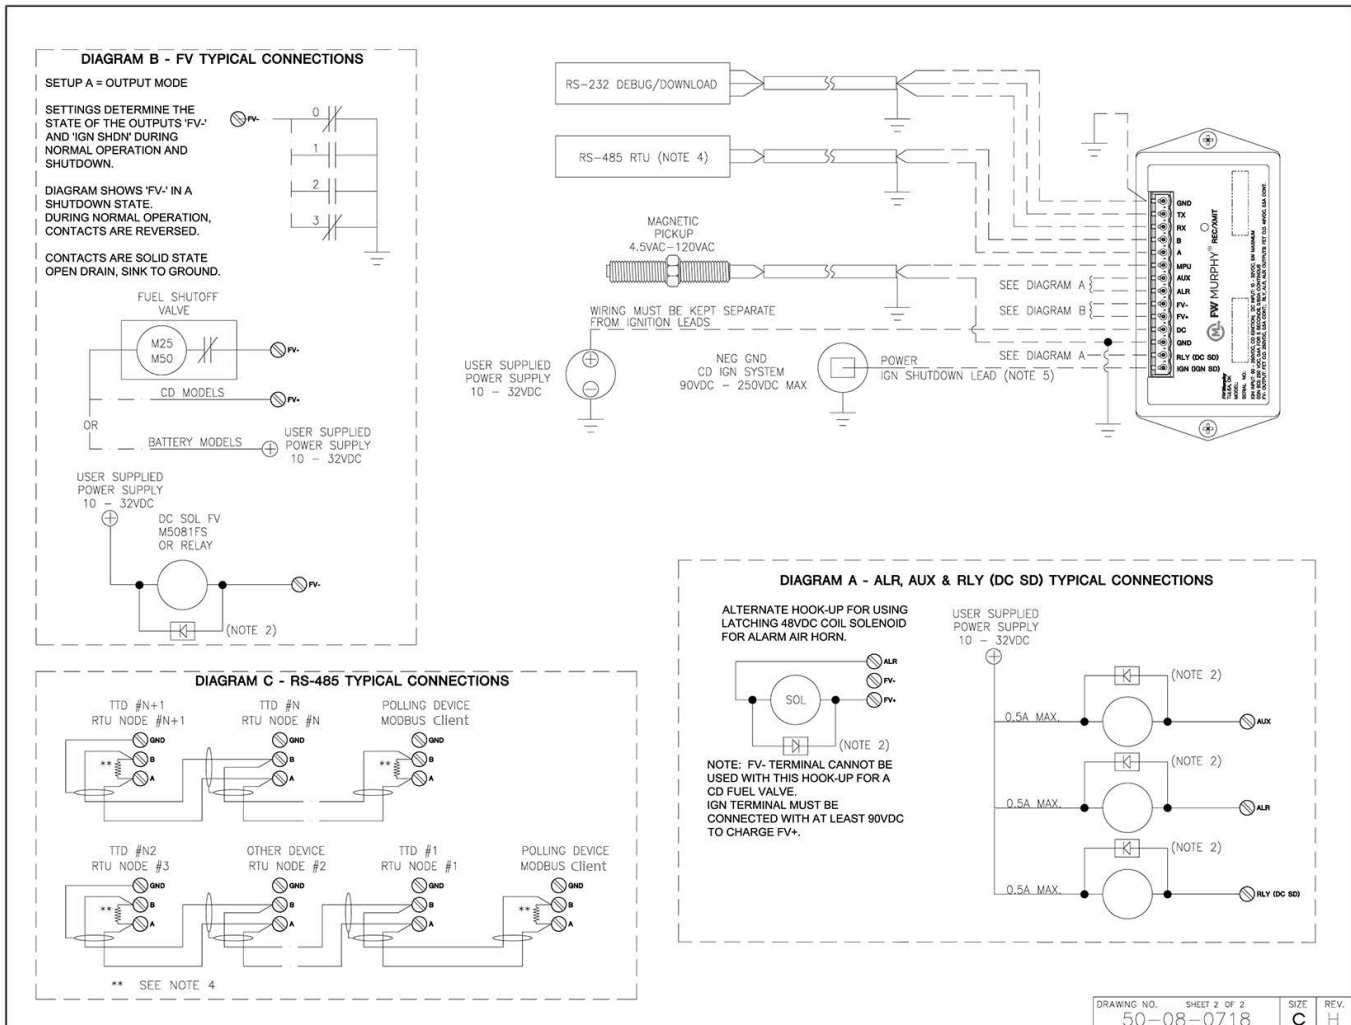 DIAGRAM B - FV TYPICAL CONNECTIONS
SETUP A = OUTPUT MODE
SETTINGS DETERMINE THE
STATE OF THE OUTPUTS 'FV-'
AND 'IGN SHDN' DURING
NORMAL OPERATION AND
SHUTDOWN.
DIAGRAM SHOWS 'FV-' IN A
SHUTDOWN STATE.
DURING NORMAL OPERATION,
CONTACTS ARE REVERSED.
CONTACTS ARE SOLID STATE
OPEN DRAIN, SINK TO GROUND.
FV-
0
1
2
3
FUEL SHUTOFF
VALVE
M25
M50
FV-
CD MODELS
FV+
OR
BATTERY MODELS
USER SUPPLIED
POWER SUPPLY
10 - 32VDC
USER SUPPLIED
POWER SUPPLY
10 - 32VDC
DC SOL FV
M5081FS
OR RELAY
FV-
(NOTE 2)
RS-232 DEBUG/DOWNLOAD
RS-485 RTU (NOTE 4)
MAGNETIC
PICKUP
4.5VAC-120VAC
WIRING MUST BE KEPT SEPARATE
FROM IGNITION LEADS
USER SUPPLIED
POWER SUPPLY
10 - 32VDC
NEG GND
CD IGN SYSTEM
90VDC - 250VDC MAX
POWER
IGN SHUTDOWN LEAD (NOTE 5)
SEE DIAGRAM A
SEE DIAGRAM B
SEE DIAGRAM A
GND
TX
RX
B
A
MPU
AUX
ALR
FV-
FV+
DC
GND
RLY (DC SD)
IGN (IGN SD)
REC/XMIT
FW MURPHY®
TULSA, OK
MODEL:
SERIAL NO.
DIAGRAM A - ALR, AUX & RLY (DC SD) TYPICAL CONNECTIONS
ALTERNATE HOOK-UP FOR USING
LATCHING 48VDC COIL SOLENOID
FOR ALARM AIR HORN.
ALR
FV-
FV+
SOL
(NOTE 2)
NOTE: FV- TERMINAL CANNOT BE
USED WITH THIS HOOK-UP FOR A
CD FUEL VALVE.
IGN TERMINAL MUST BE
CONNECTED WITH AT LEAST 90VDC
TO CHARGE FV+.
USER SUPPLIED
POWER SUPPLY
10 - 32VDC
(NOTE 2)
0.5A MAX.
AUX
(NOTE 2)
0.5A MAX.
ALR
(NOTE 2)
0.5A MAX.
RLY (DC SD)
DIAGRAM C - RS-485 TYPICAL CONNECTIONS
TTD #N+1
RTU NODE #N+1
GND
B
A
**
TTD #N
RTU NODE #N
GND
B
A
POLLING DEVICE
MODBUS Client
GND
B
A
**
TTD #N2
RTU NODE #3
GND
B
A
**
OTHER DEVICE
RTU NODE #2
GND
B
A
TTD #1
RTU NODE #1
GND
B
A
POLLING DEVICE
MODBUS Client
GND
B
A
**
** SEE NOTE 4
DRAWING NO. SHEET 2 OF 2
50-08-0718
SIZE
C
REV.
H